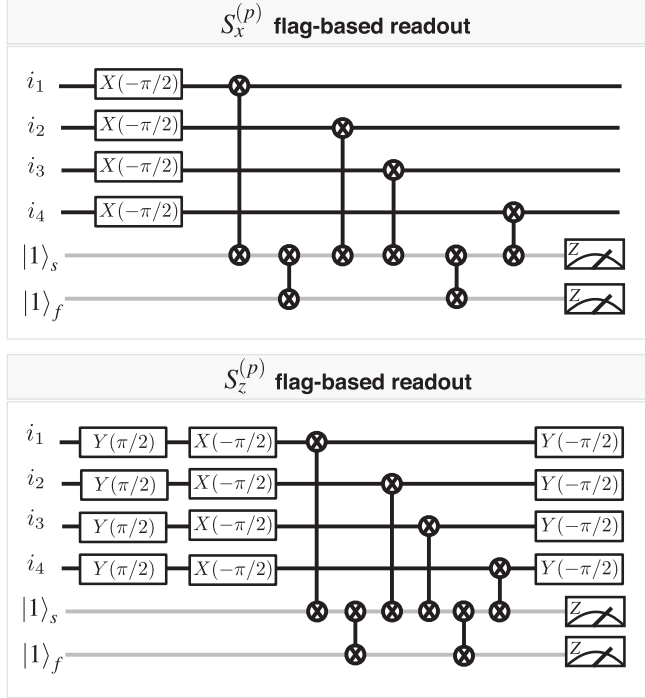 S_x^{(p)} flag-based readout
i_1 X(−π/2)
i_2 X(−π/2)
i_3 X(−π/2)
i_4 X(−π/2)
|1⟩_s Z
|1⟩_f Z
S_z^{(p)} flag-based readout
i_1 Y(π/2) X(−π/2) Y(−π/2)
i_2 Y(π/2) X(−π/2) Y(−π/2)
i_3 Y(π/2) X(−π/2) Y(−π/2)
i_4 Y(π/2) X(−π/2) Y(−π/2)
|1⟩_s Z
|1⟩_f Z